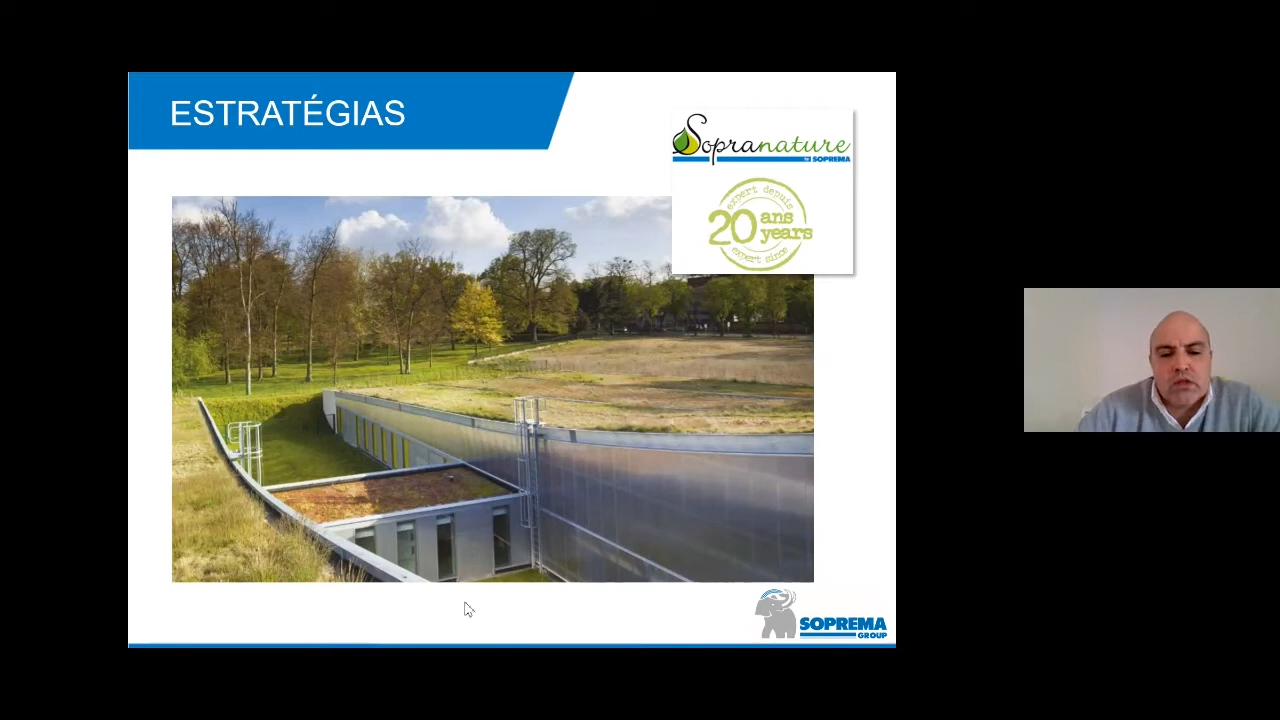 ESTRATÉGIAS
Sopranature
by SOPREMA
expert depuis
20 ans
years
expert since
SOPREMA
GROUP